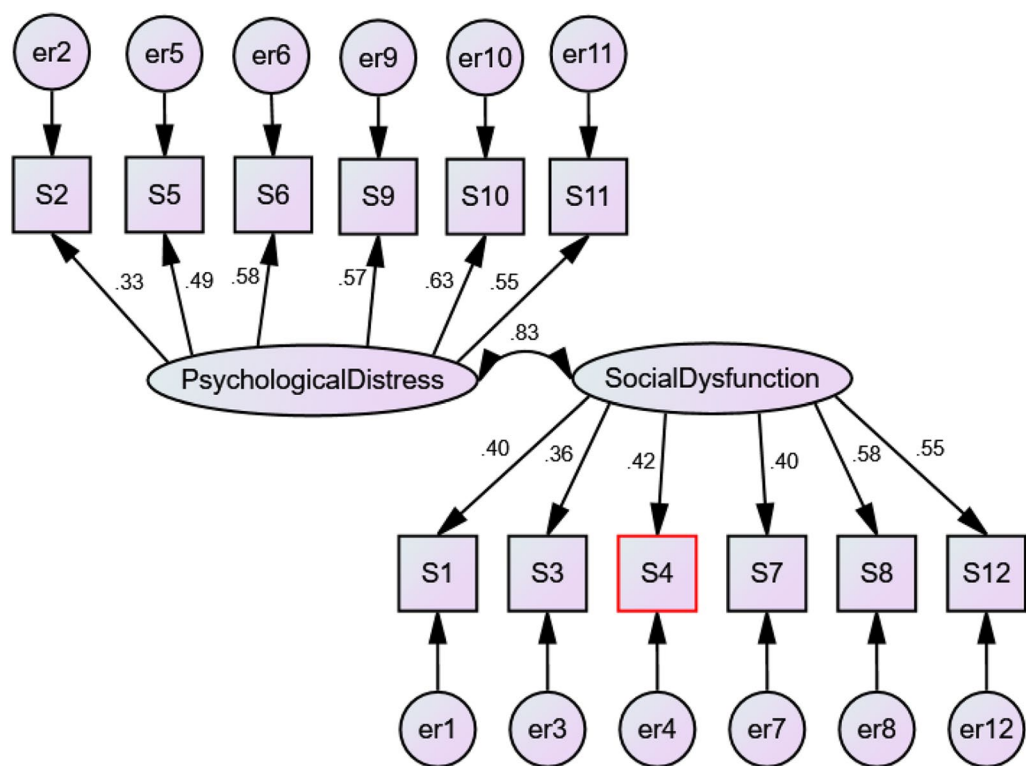 er2 er5 er6 er9 er10 er11
S2 S5 S6 S9 S10 S11
.33 .49 .58 .57 .63 .55
.83
PsychologicalDistress SocialDysfunction
.40 .36 .42 .40 .58 .55
S1 S3 S4 S7 S8 S12
er1 er3 er4 er7 er8 er12